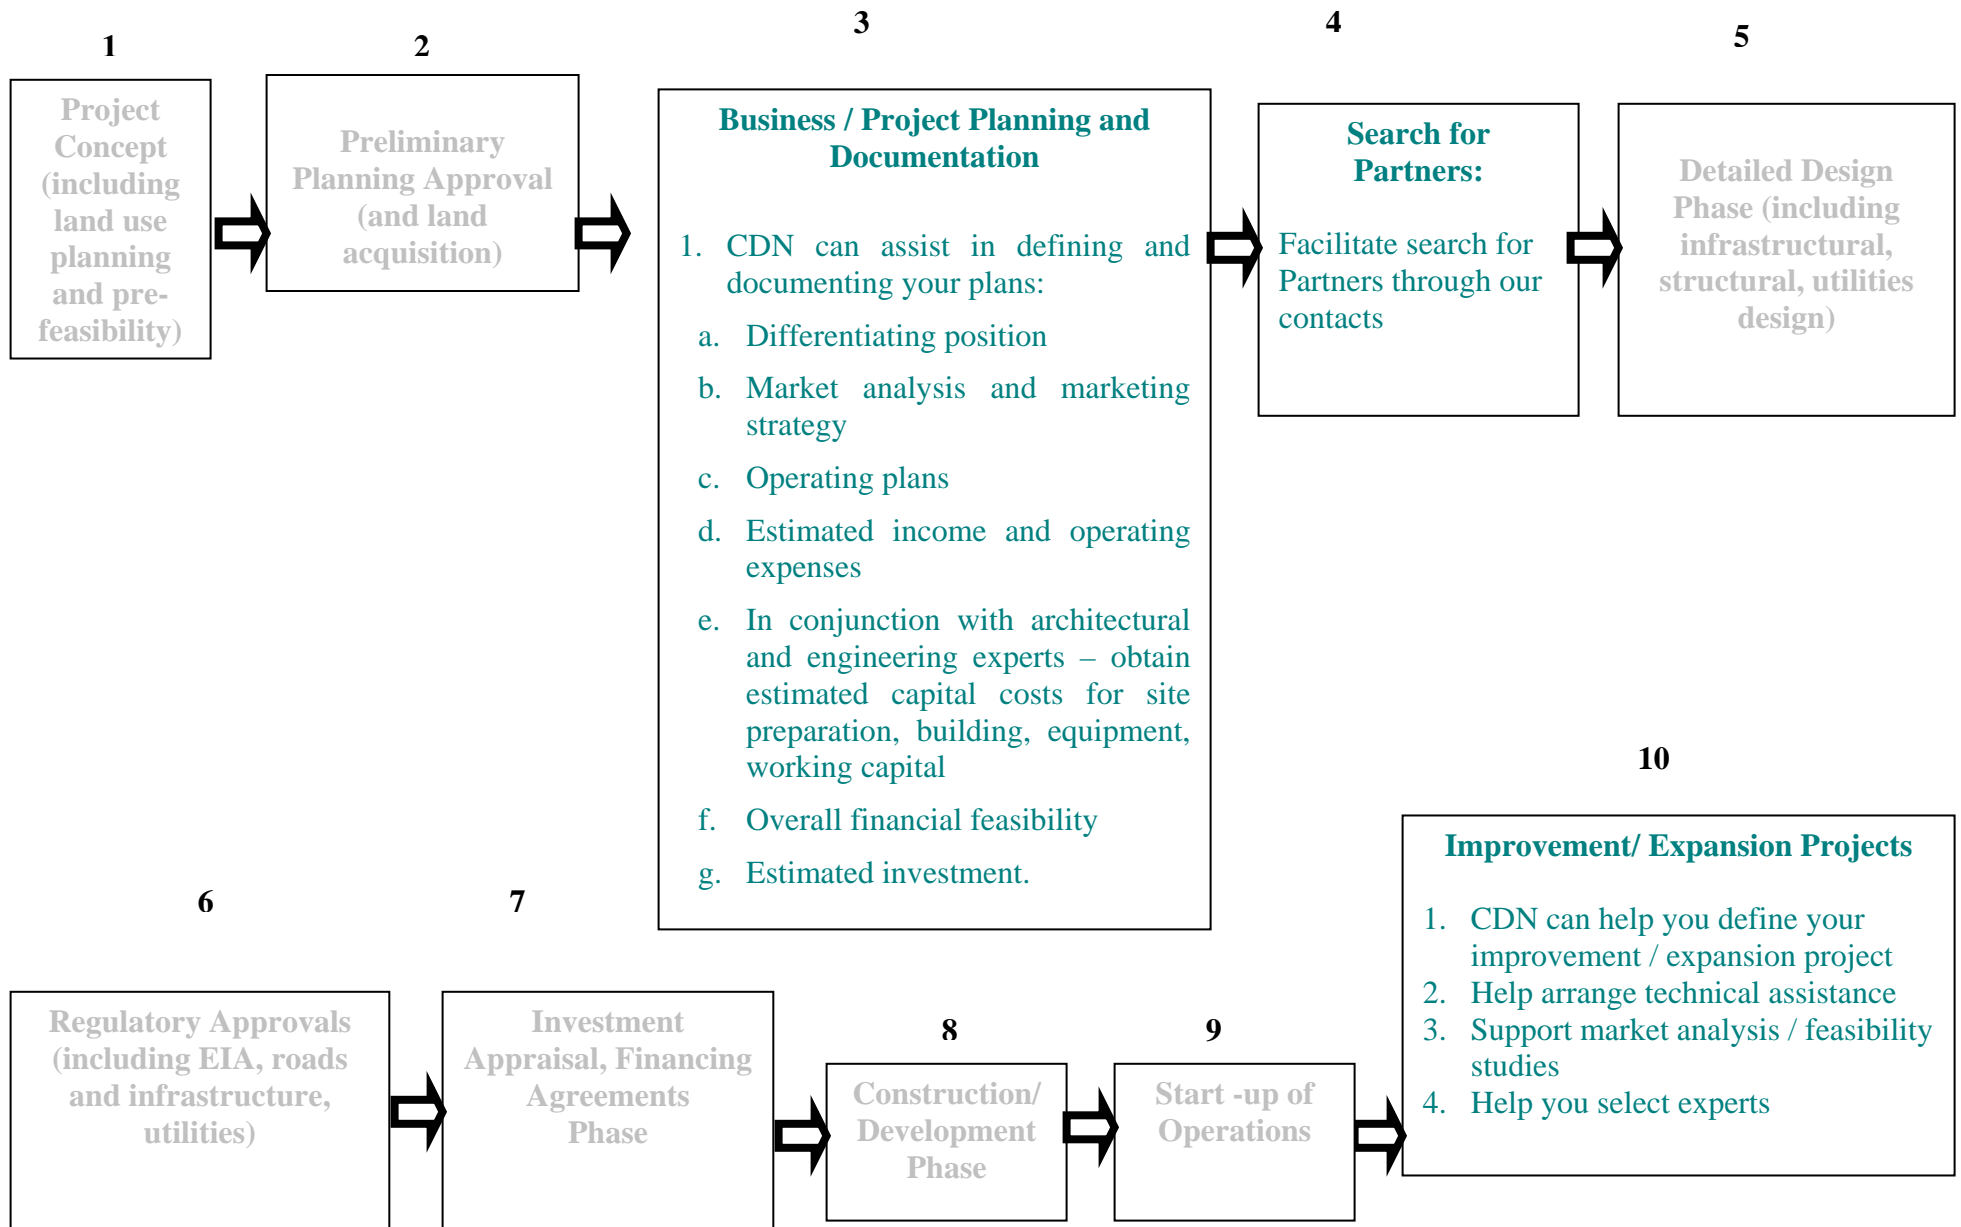 1
Project
Concept
(including
land use
planning
and pre-
feasibility)
2
Preliminary
Planning Approval
(and land
acquisition)
3
Business / Project Planning and
Documentation
1. CDN can assist in defining and
documenting your plans:
a. Differentiating position
b. Market analysis and marketing
strategy
c. Operating plans
d. Estimated income and operating
expenses
e. In conjunction with architectural
and engineering experts – obtain
estimated capital costs for site
preparation, building, equipment,
working capital
f. Overall financial feasibility
g. Estimated investment.
4
Search for
Partners:
Facilitate search for
Partners through our
contacts
5
Detailed Design
Phase (including
infrastructural,
structural, utilities
design)
6
Regulatory Approvals
(including EIA, roads
and infrastructure,
utilities)
7
Investment
Appraisal, Financing
Agreements
Phase
8
Construction/
Development
Phase
9
Start -up of
Operations
10
Improvement/ Expansion Projects
1. CDN can help you define your
improvement / expansion project
2. Help arrange technical assistance
3. Support market analysis / feasibility
studies
4. Help you select experts